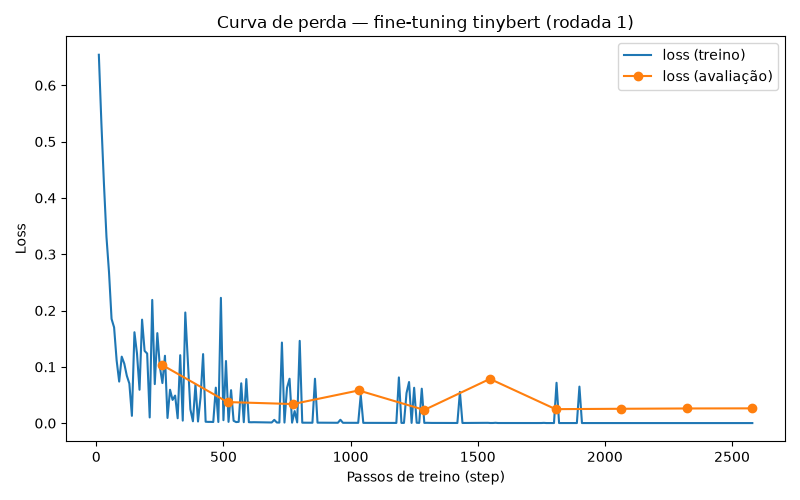 Curva de perda — fine-tuning tinybert (rodada 1)
loss (treino)
loss (avaliação)
Loss
0.6
0.5
0.4
0.3
0.2
0.1
0.0
0 500 1000 1500 2000 2500
Passos de treino (step)